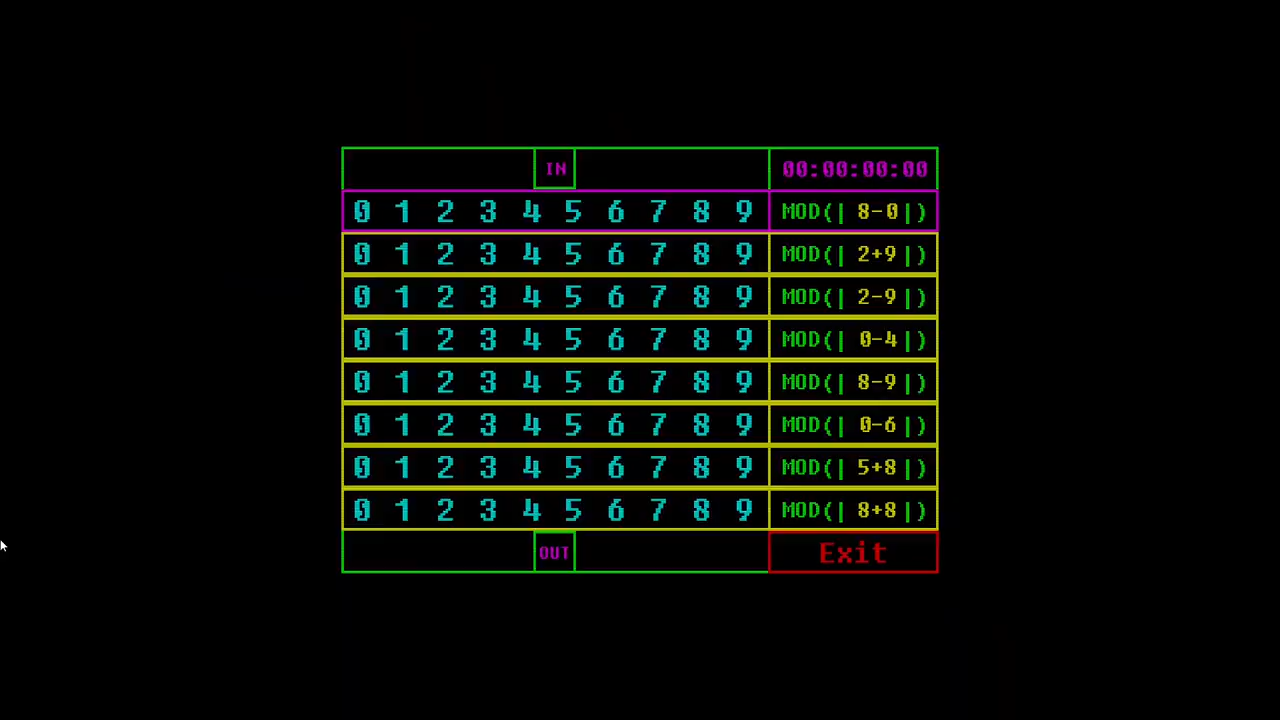 IN 00:00:00:00
0 1 2 3 4 5 6 7 8 9 MOD(| 8-0|)
0 1 2 3 4 5 6 7 8 9 MOD(| 2+9|)
0 1 2 3 4 5 6 7 8 9 MOD(| 2-9|)
0 1 2 3 4 5 6 7 8 9 MOD(| 0-4|)
0 1 2 3 4 5 6 7 8 9 MOD(| 8-9|)
0 1 2 3 4 5 6 7 8 9 MOD(| 0-6|)
0 1 2 3 4 5 6 7 8 9 MOD(| 5+8|)
0 1 2 3 4 5 6 7 8 9 MOD(| 8+8|)
OUT Exit